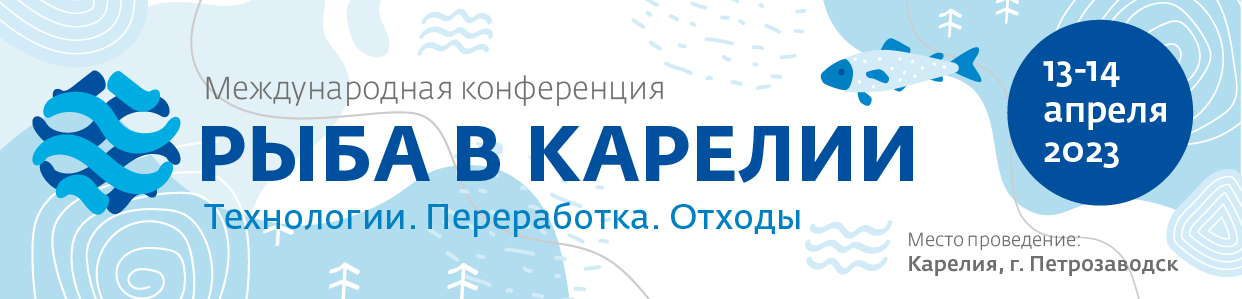 Международная конференция
РЫБА В КАРЕЛИИ
Технологии. Переработка. Отходы
13-14
апреля
2023
Место проведение:
Карелия, г. Петрозаводск